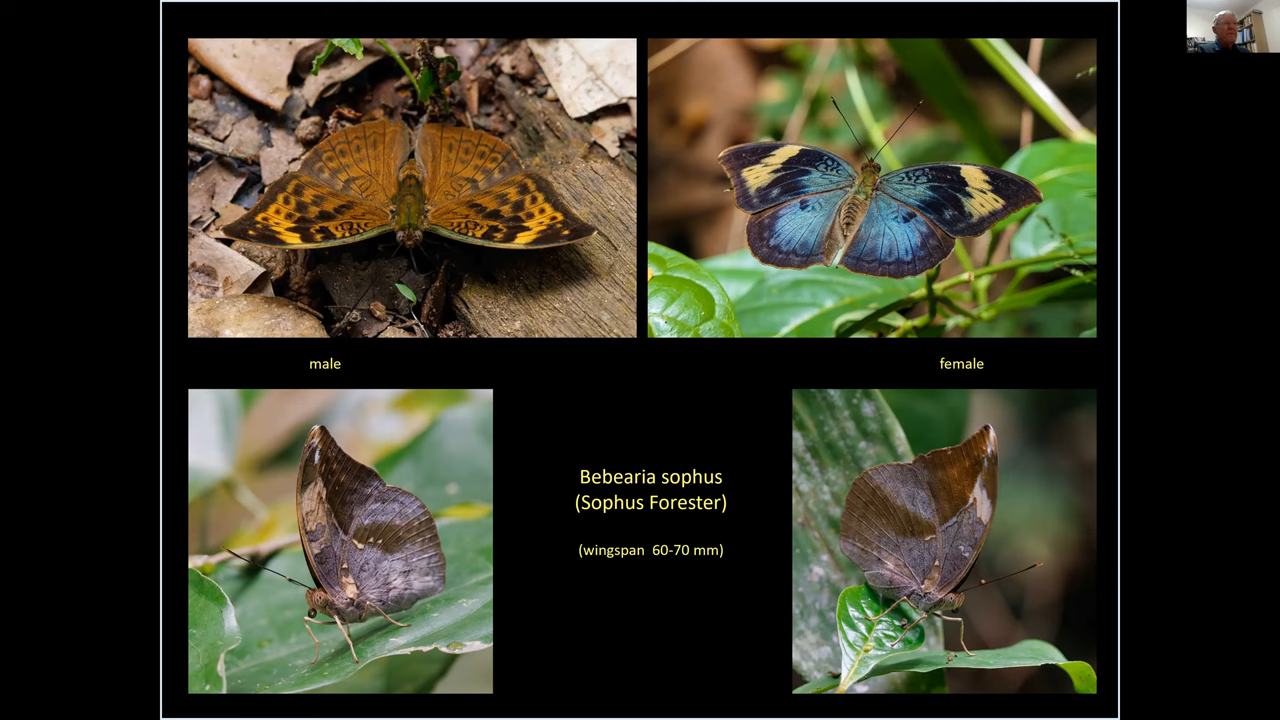 male
female
Bebearia sophus
(Sophus Forester)
(wingspan 60-70 mm)